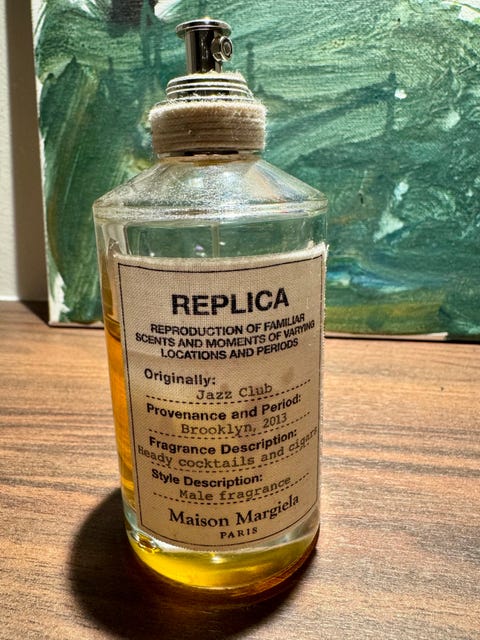 REPLICA
REPRODUCTION OF FAMILIAR
SCENTS AND MOMENTS OF VARYING
LOCATIONS AND PERIODS
Originally:
Jazz Club
Provenance and Period:
Brooklyn, 2013
Fragrance Description:
Heady cocktails and cigars
Style Description:
Male fragrance
Maison Margiela
PARIS